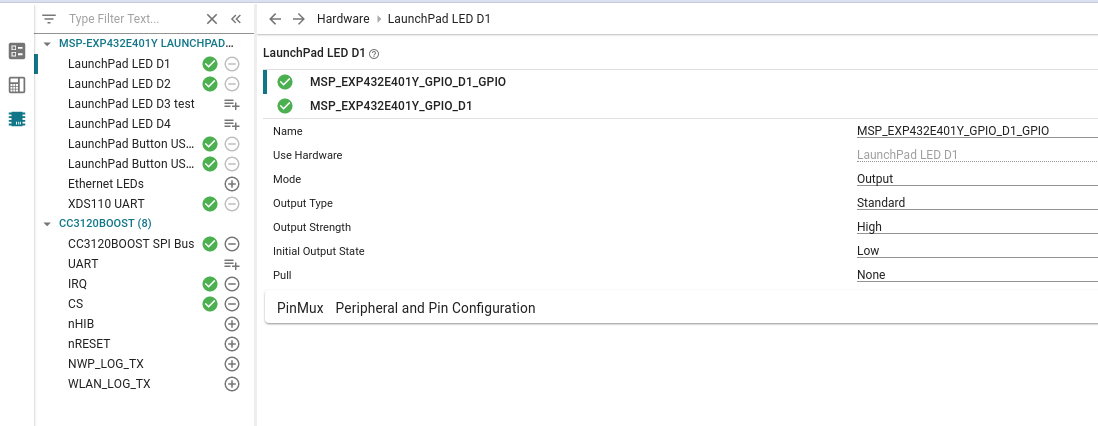 Type Filter Text...
MSP-EXP432E401Y LAUNCHPAD...
LaunchPad LED D1
LaunchPad LED D2
LaunchPad LED D3 test
LaunchPad LED D4
LaunchPad Button US...
LaunchPad Button US...
Ethernet LEDs
XDS110 UART
CC3120BOOST (8)
CC3120BOOST SPI Bus
UART
IRQ
CS
nHIB
nRESET
NWP_LOG_TX
WLAN_LOG_TX
Hardware › LaunchPad LED D1
LaunchPad LED D1
MSP_EXP432E401Y_GPIO_D1_GPIO
MSP_EXP432E401Y_GPIO_D1
Name MSP_EXP432E401Y_GPIO_D1_GPIO
Use Hardware LaunchPad LED D1
Mode Output
Output Type Standard
Output Strength High
Initial Output State Low
Pull None
PinMux Peripheral and Pin Configuration